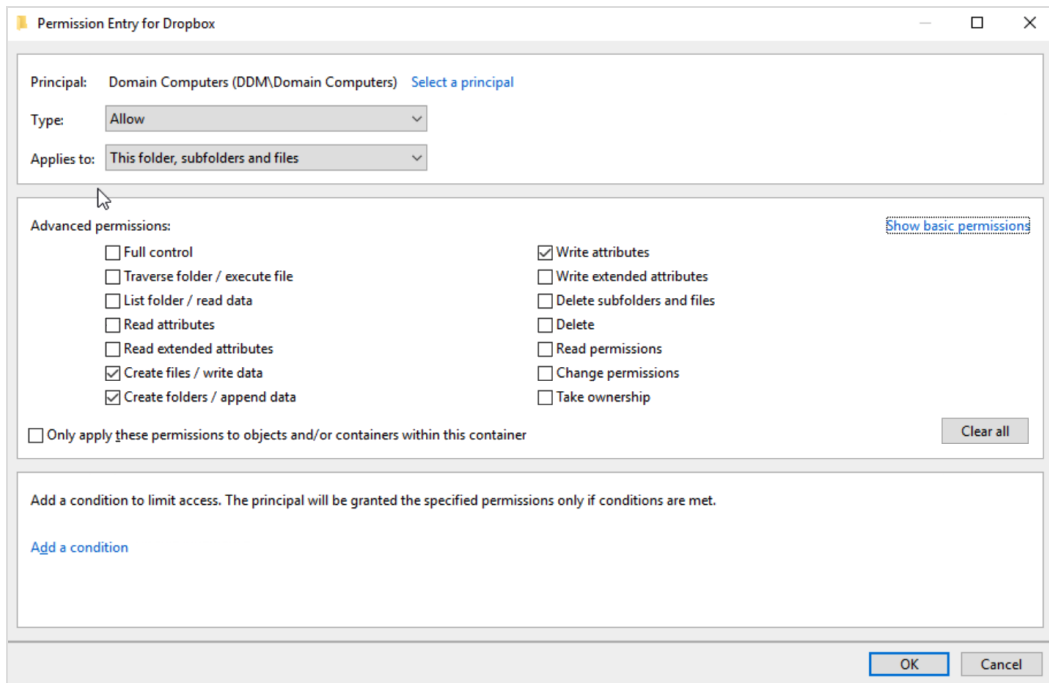 Permission Entry for Dropbox
Principal: Domain Computers (DDM\Domain Computers) Select a principal
Type: Allow
Applies to: This folder, subfolders and files
Advanced permissions: Show basic permissions
Full control Write attributes
Traverse folder / execute file Write extended attributes
List folder / read data Delete subfolders and files
Read attributes Delete
Read extended attributes Read permissions
Create files / write data Change permissions
Create folders / append data Take ownership
Only apply these permissions to objects and/or containers within this container Clear all
Add a condition to limit access. The principal will be granted the specified permissions only if conditions are met.
Add a condition
OK Cancel